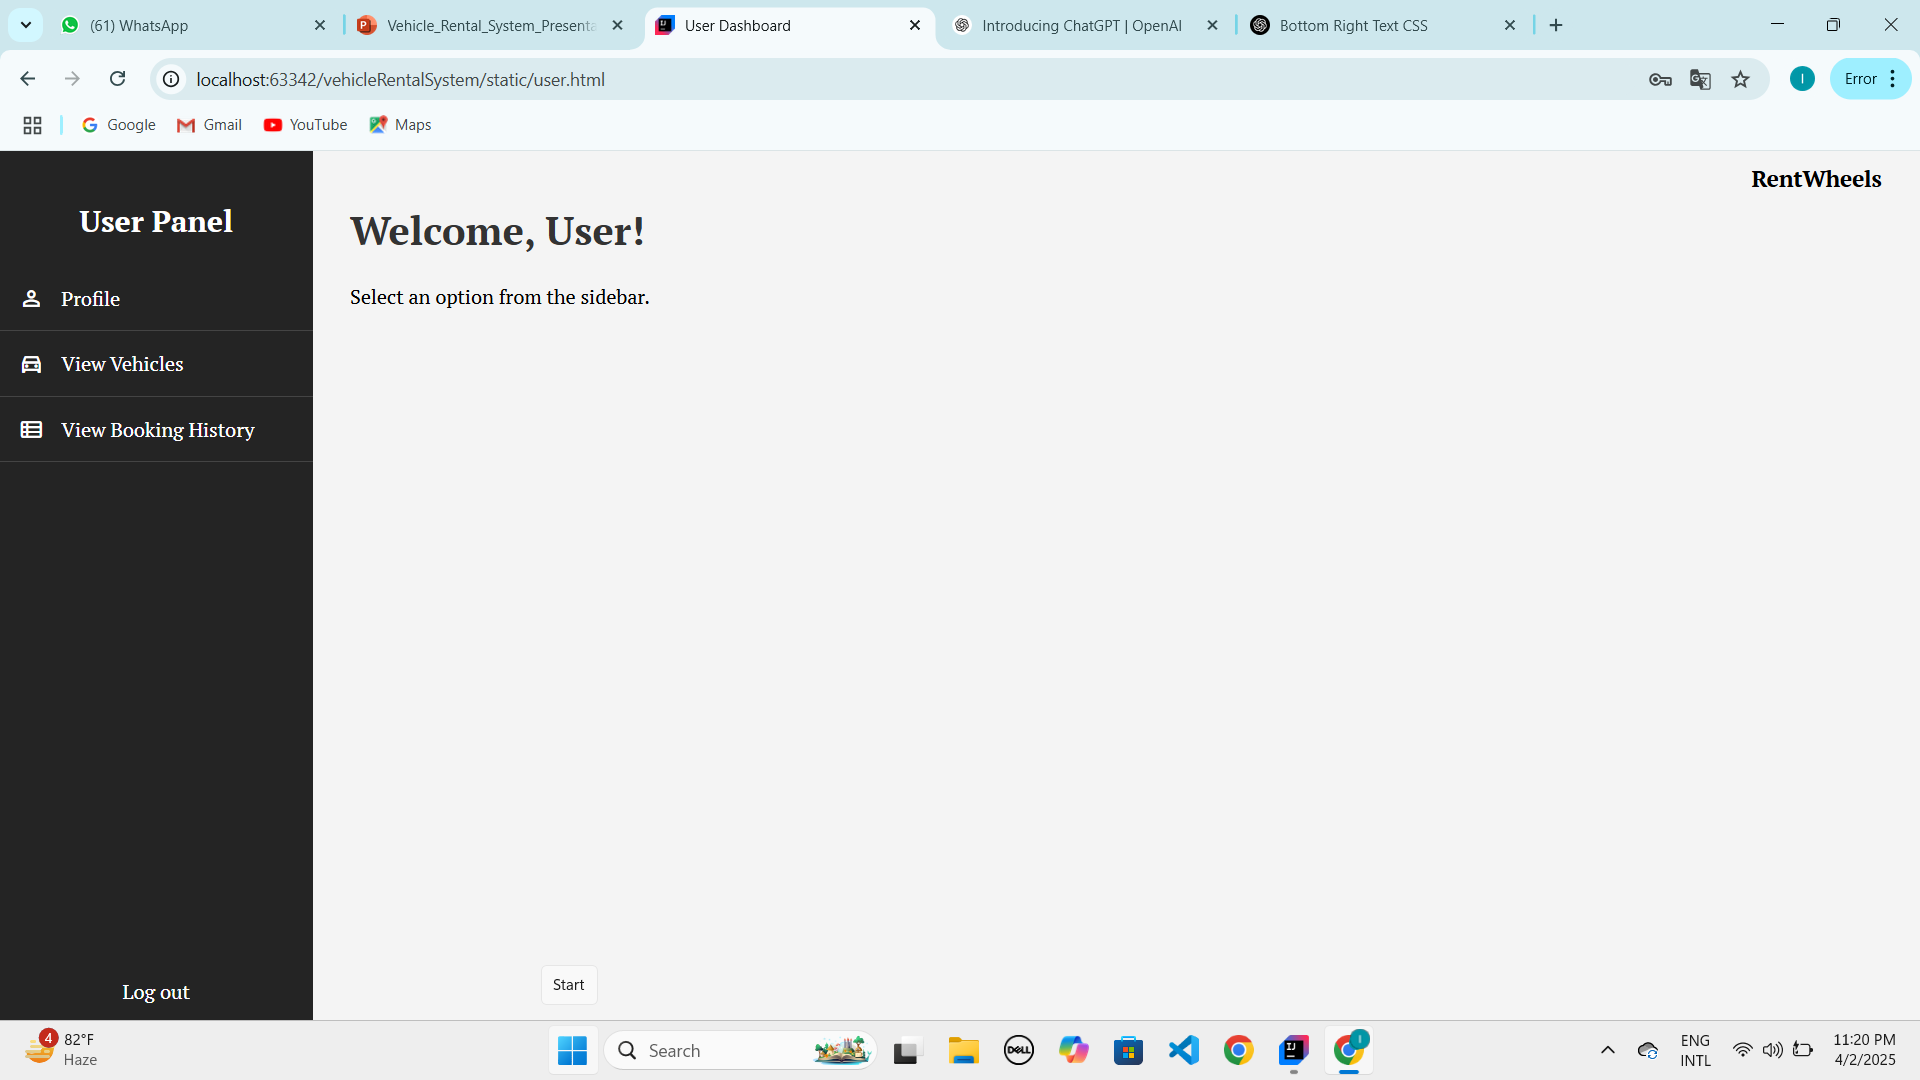 (61) WhatsApp
Vehicle_Rental_System_Presenta
User Dashboard
Introducing ChatGPT | OpenAI
Bottom Right Text CSS
localhost:63342/vehicleRentalSystem/static/user.html
I
Error
Google
Gmail
YouTube
Maps
RentWheels
User Panel
Welcome, User!
Profile
Select an option from the sidebar.
View Vehicles
View Booking History
Log out
Start
4
82°F
Haze
Search
DELL
IJ
I
ENG
INTL
11:20 PM
4/2/2025